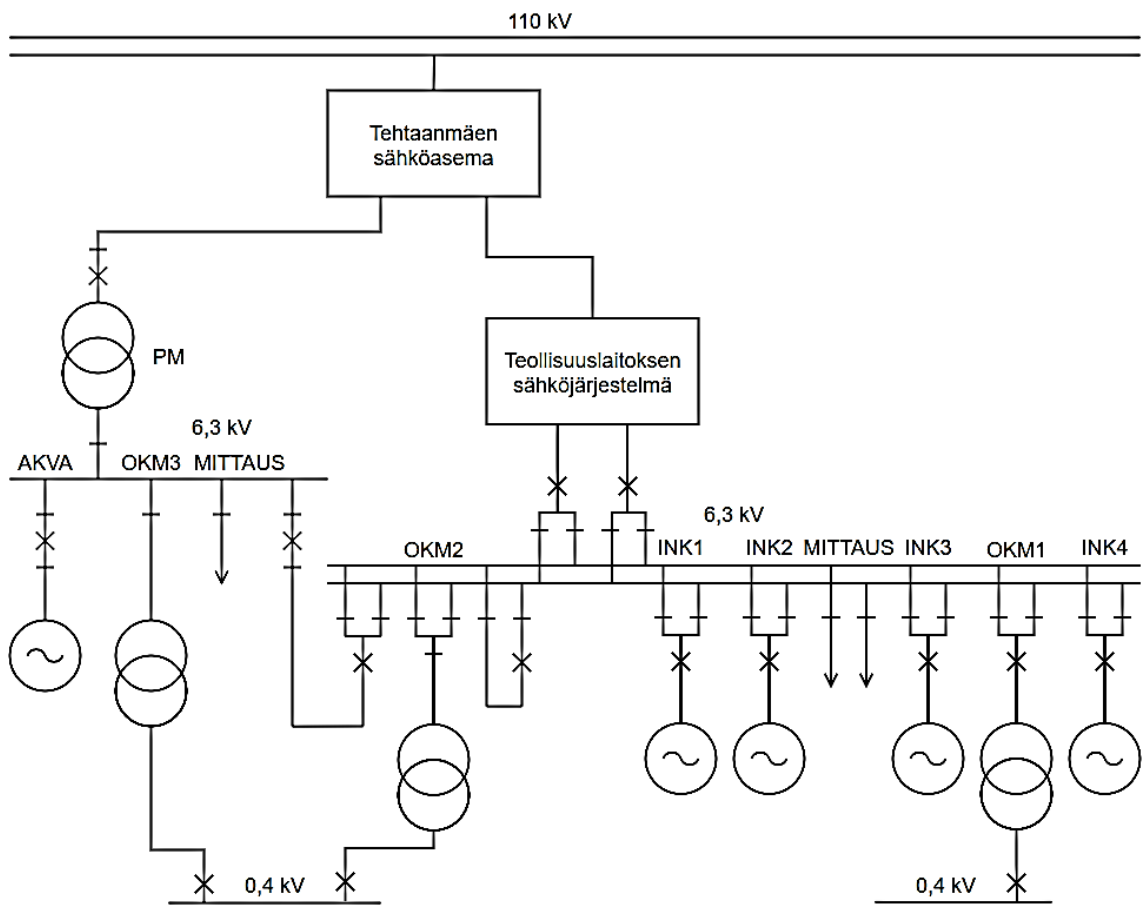 110 kV
Tehtaanmäen
sähköasema
PM
Teollisuuslaitoksen
sähköjärjestelmä
6,3 kV
AKVA
OKM3
MITTAUS
6,3 kV
OKM2
INK1
INK2
MITTAUS
INK3
OKM1
INK4
0,4 kV
0,4 kV